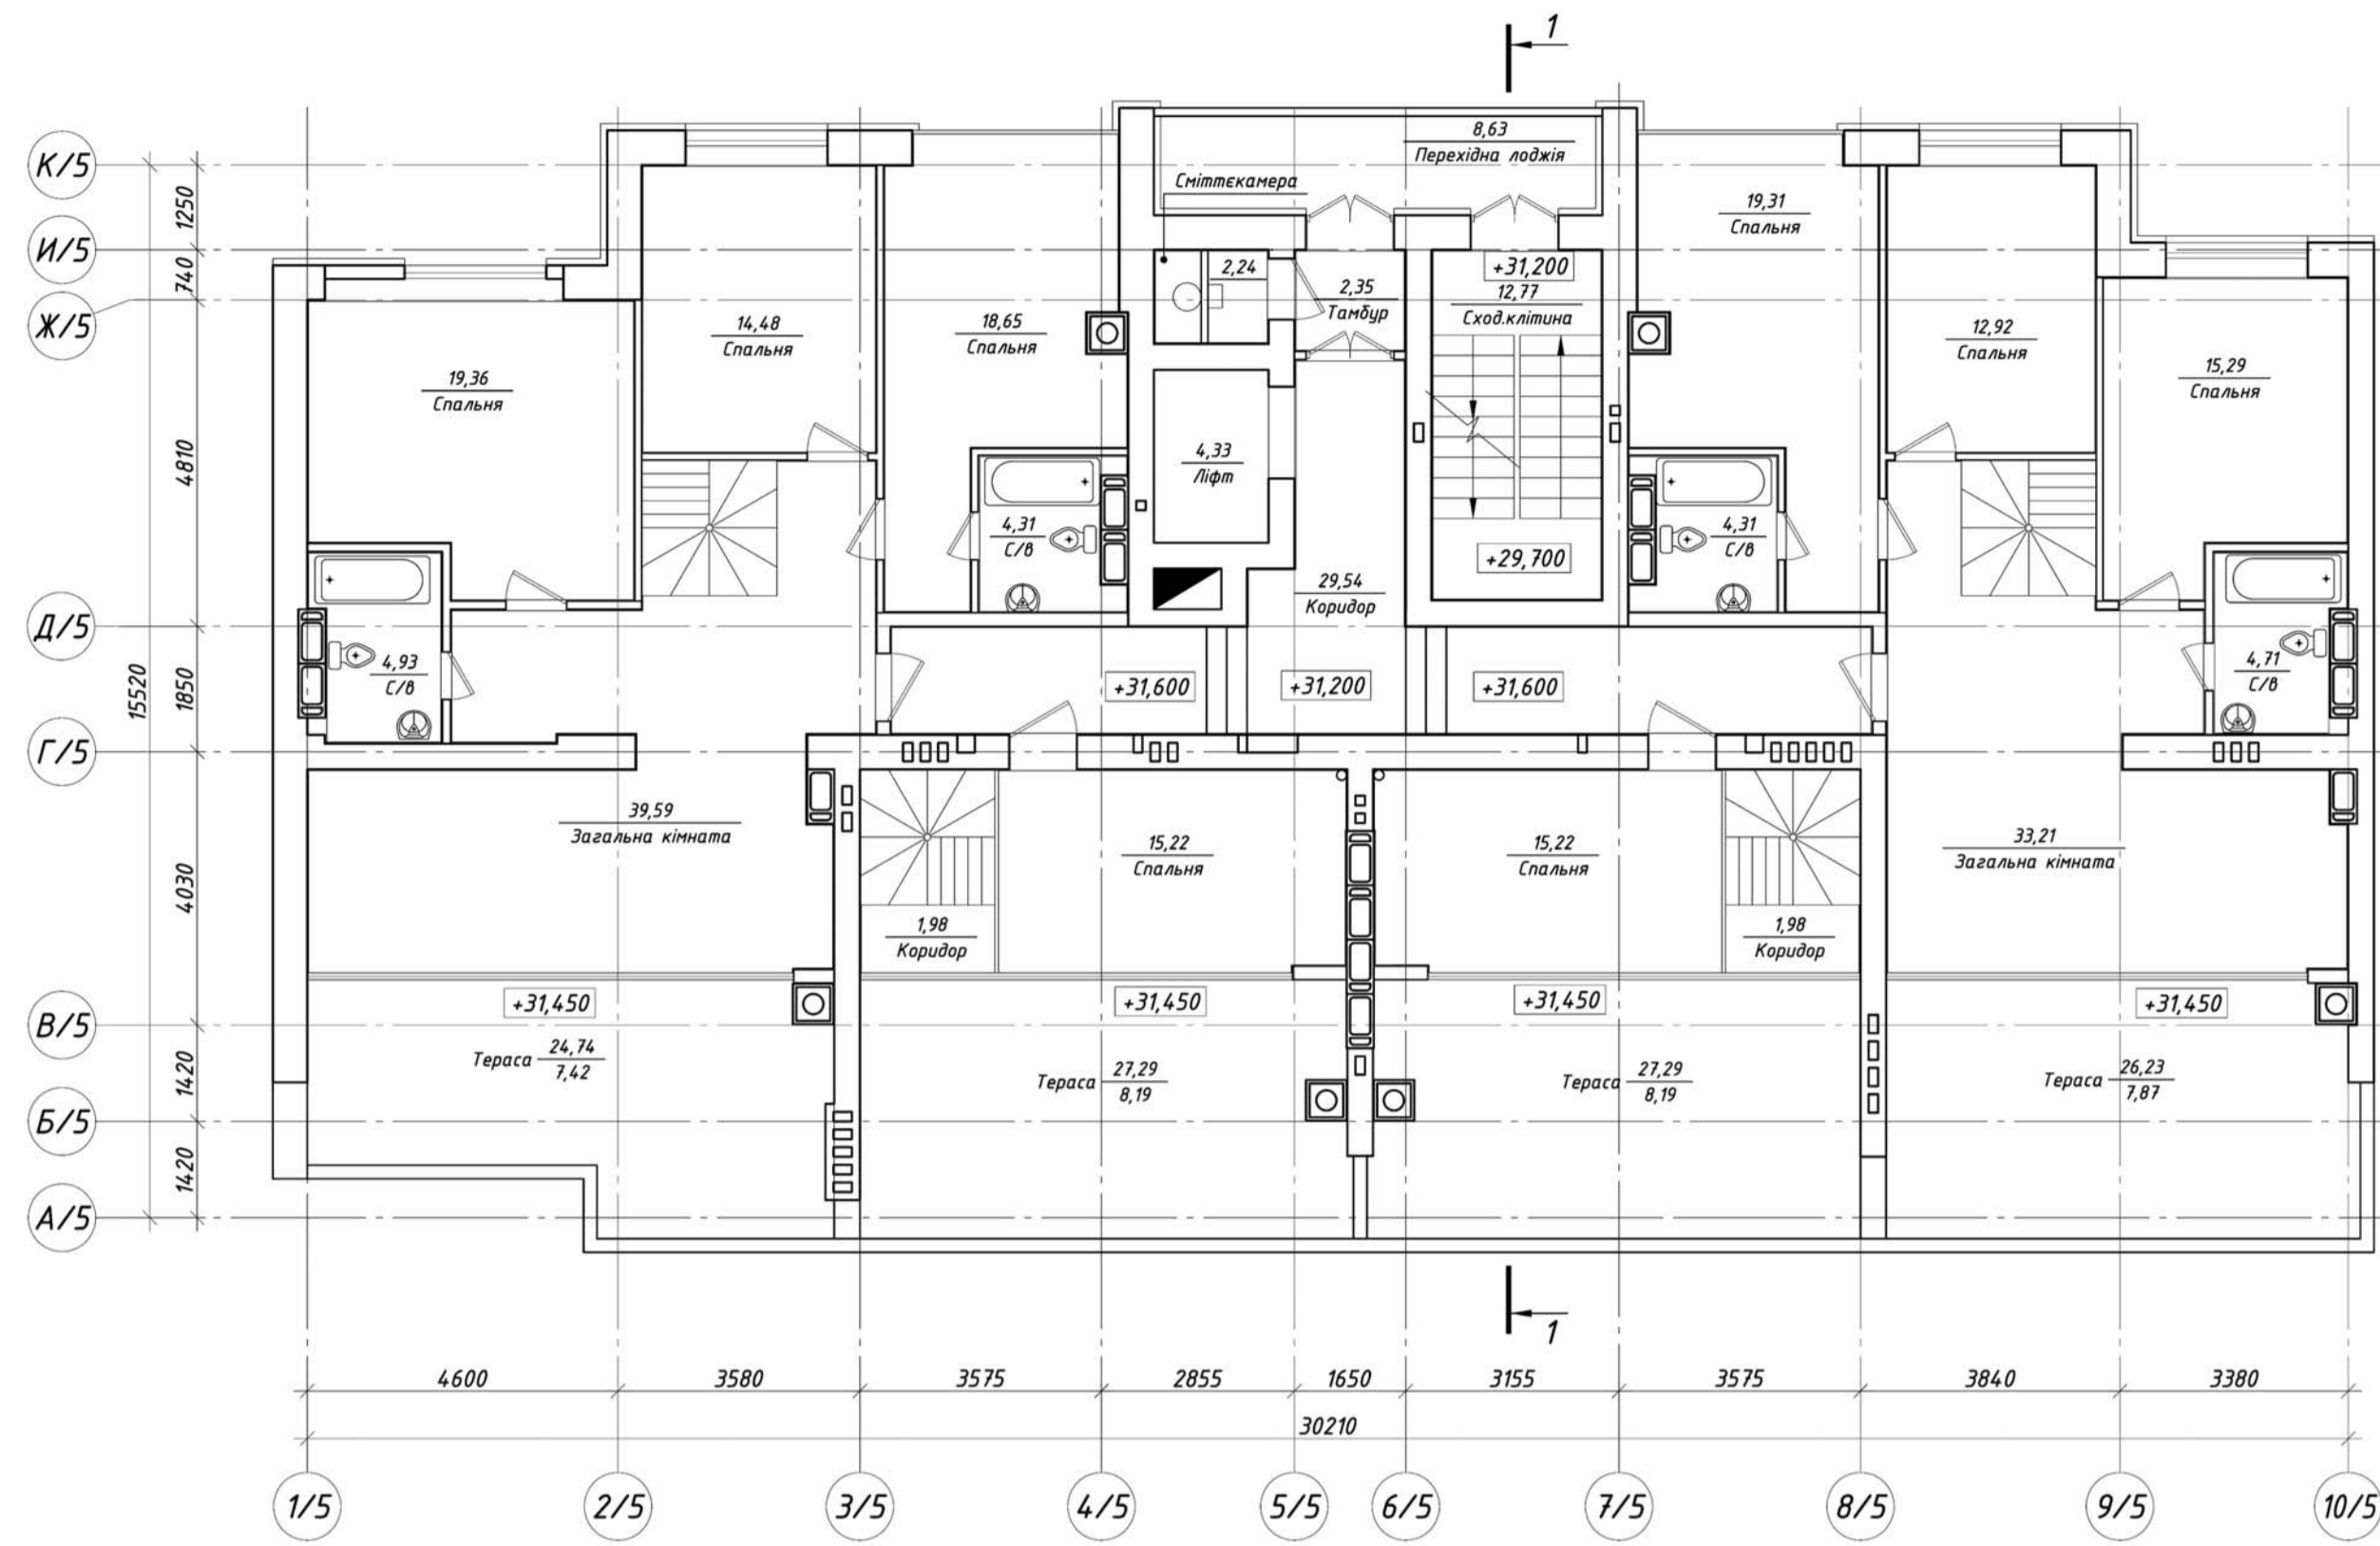 1
К/5
И/5
Ж/5
Д/5
Г/5
В/5
Б/5
А/5
1250
740
4810
1850
4030
1420
1420
15520
8,63
Перехідна лоджія
Сміттєкамера
2,24
2,35
Тамбур
+31,200
12,77
Сход.клітина
19,31
Спальня
14,48
Спальня
18,65
Спальня
12,92
Спальня
15,29
Спальня
19,36
Спальня
4,33
Ліфт
4,31
С/в
4,31
С/в
+29,700
29,54
Коридор
4,93
С/в
4,71
С/в
+31,600
+31,200
+31,600
39,59
Загальна кімната
15,22
Спальня
15,22
Спальня
33,21
Загальна кімната
1,98
Коридор
1,98
Коридор
+31,450
+31,450
+31,450
+31,450
Тераса 24,74
7,42
Тераса 27,29
8,19
Тераса 27,29
8,19
Тераса 26,23
7,87
1
4600
3580
3575
2855
1650
3155
3575
3840
3380
30210
1/5
2/5
3/5
4/5
5/5
6/5
7/5
8/5
9/5
10/5